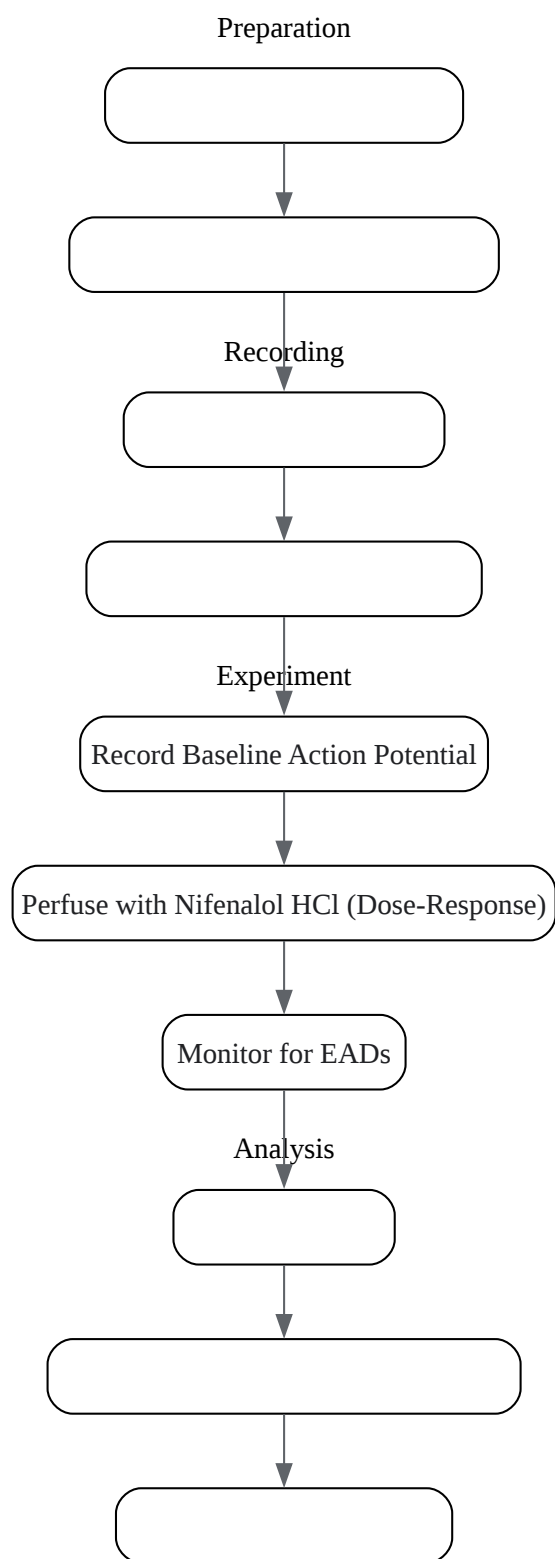 Preparation
Recording
Experiment
Record Baseline Action Potential
Perfuse with Nifenalol HCl (Dose-Response)
Monitor for EADs
Analysis